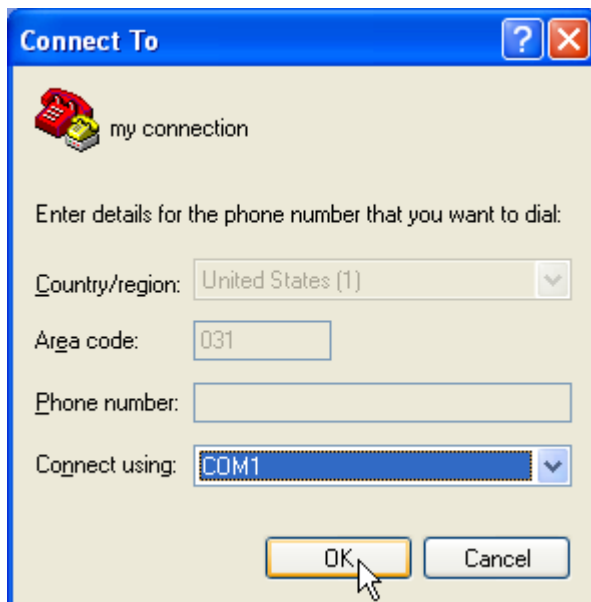 Connect To
?
my connection
Enter details for the phone number that you want to dial:
Country/region: United States (1)
Area code: 031
Phone number:
Connect using: COM1
OK Cancel